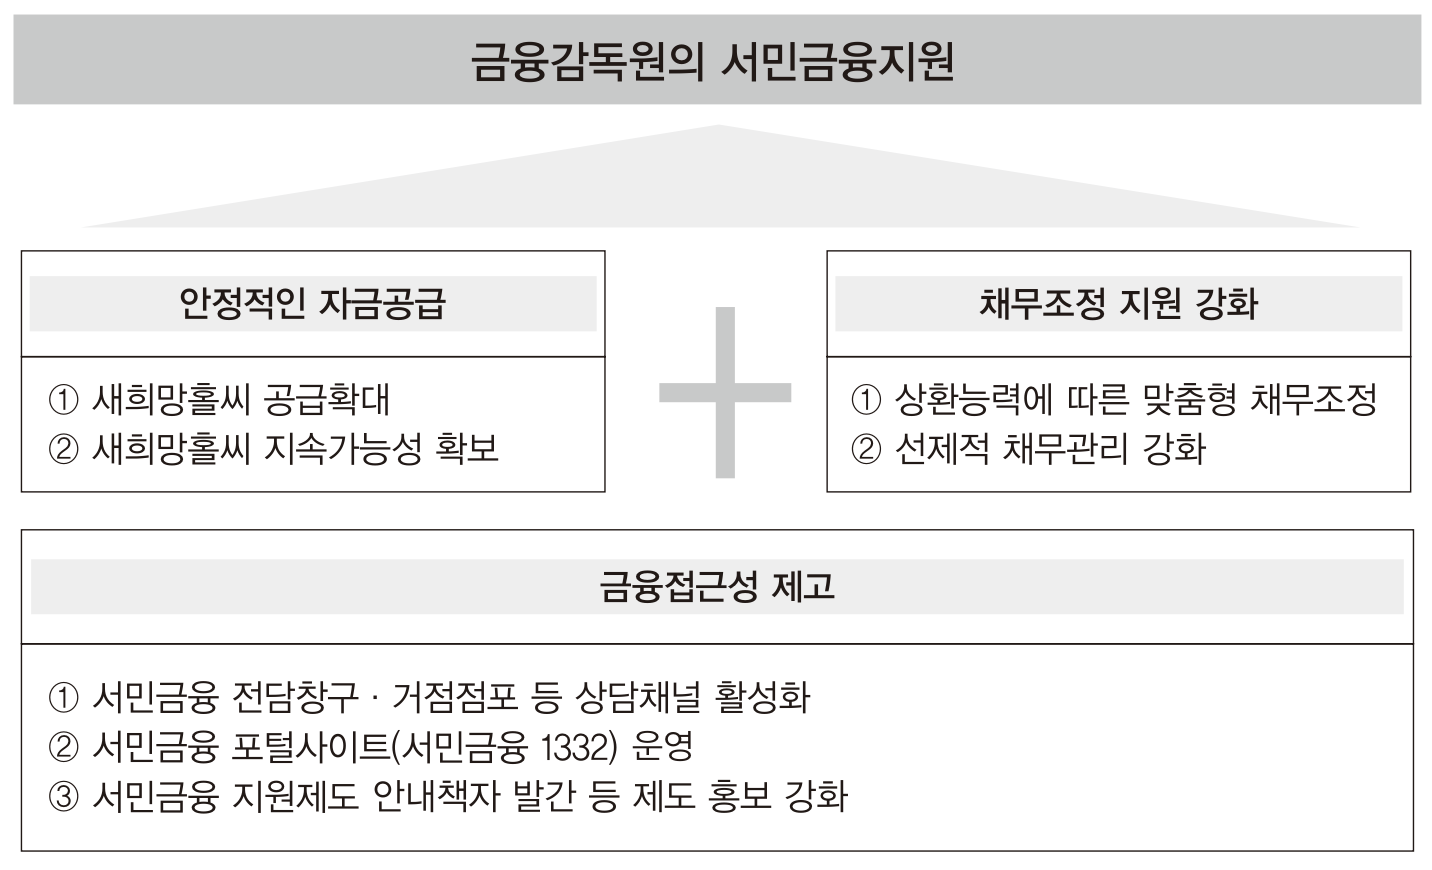 금융감독원의 서민금융지원
안정적인 자금공급
① 새희망홀씨 공급확대
② 새희망홀씨 지속가능성 확보
채무조정 지원 강화
① 상환능력에 따른 맞춤형 채무조정
② 선제적 채무관리 강화
금융접근성 제고
① 서민금융 전담창구 · 거점점포 등 상담채널 활성화
② 서민금융 포털사이트(서민금융 1332) 운영
③ 서민금융 지원제도 안내책자 발간 등 제도 홍보 강화